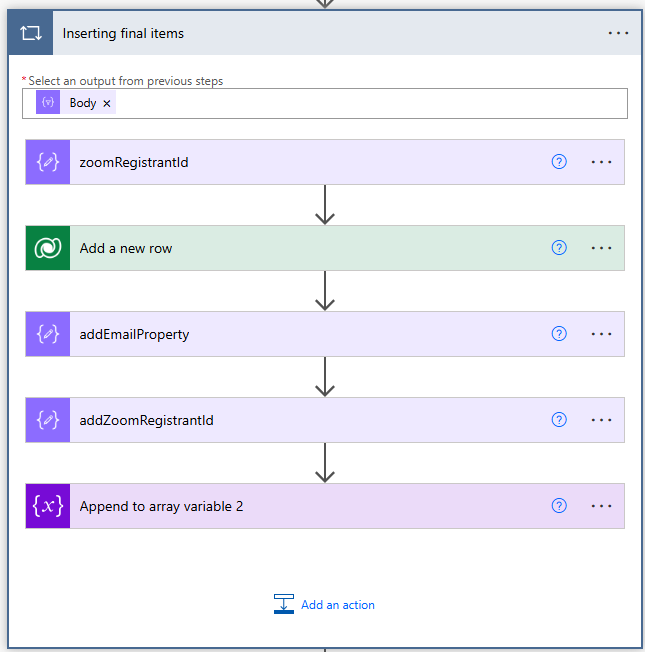 Inserting final items
* Select an output from previous steps
Body ×
zoomRegistrantId
Add a new row
addEmailProperty
addZoomRegistrantId
{x} Append to array variable 2
Add an action